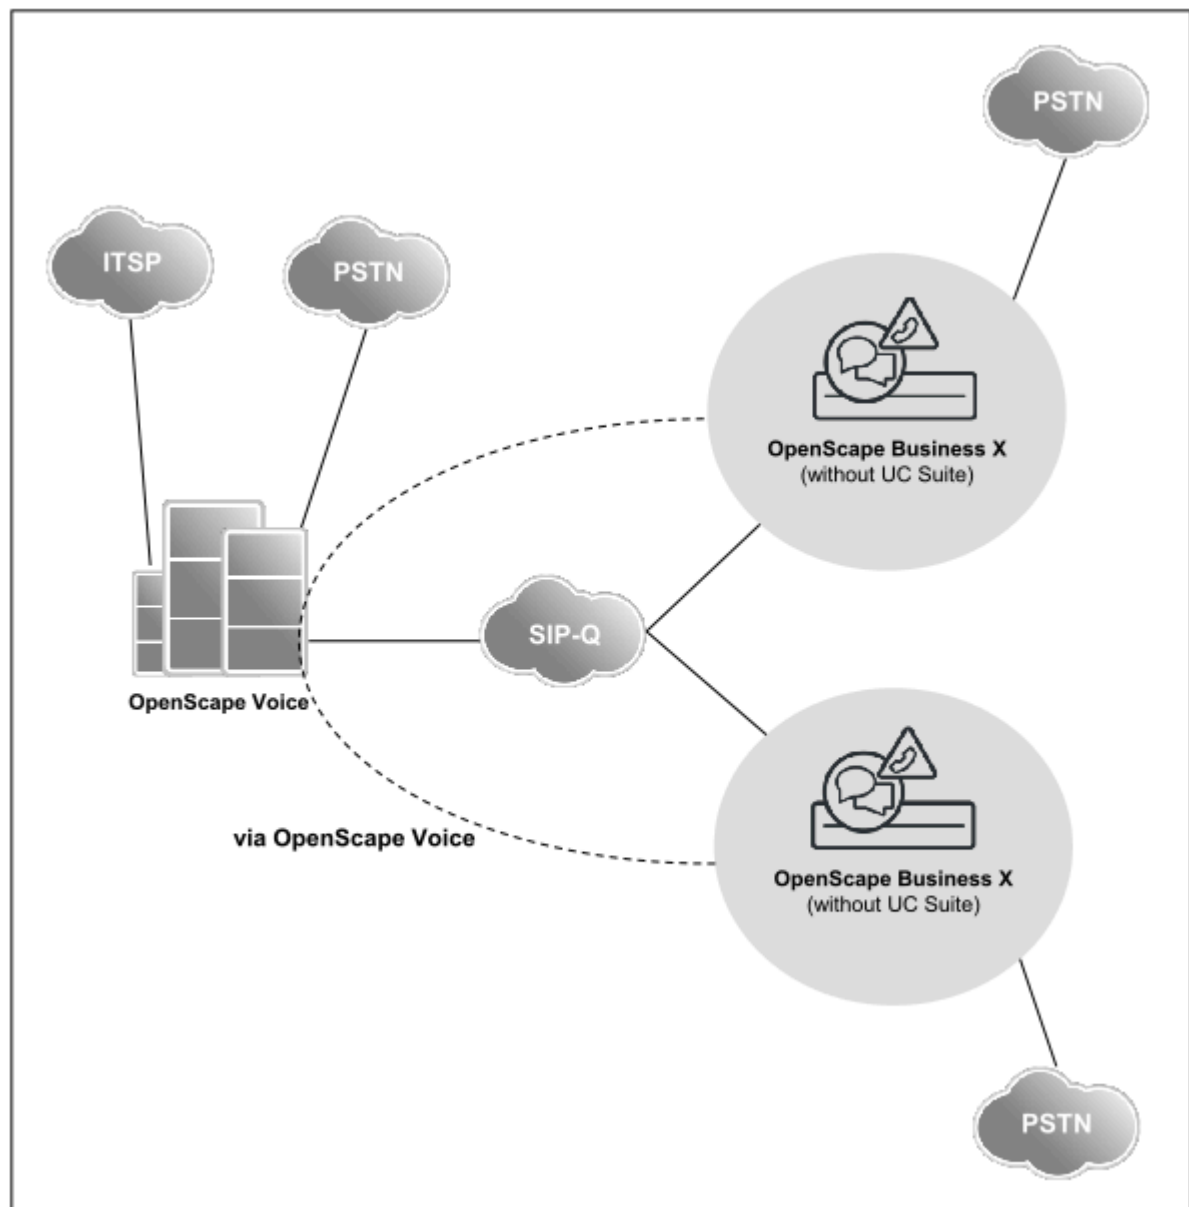 PSTN
ITSP
PSTN
OpenScape Business X
(without UC Suite)
SIP-Q
OpenScape Voice
via OpenScape Voice
OpenScape Business X
(without UC Suite)
PSTN